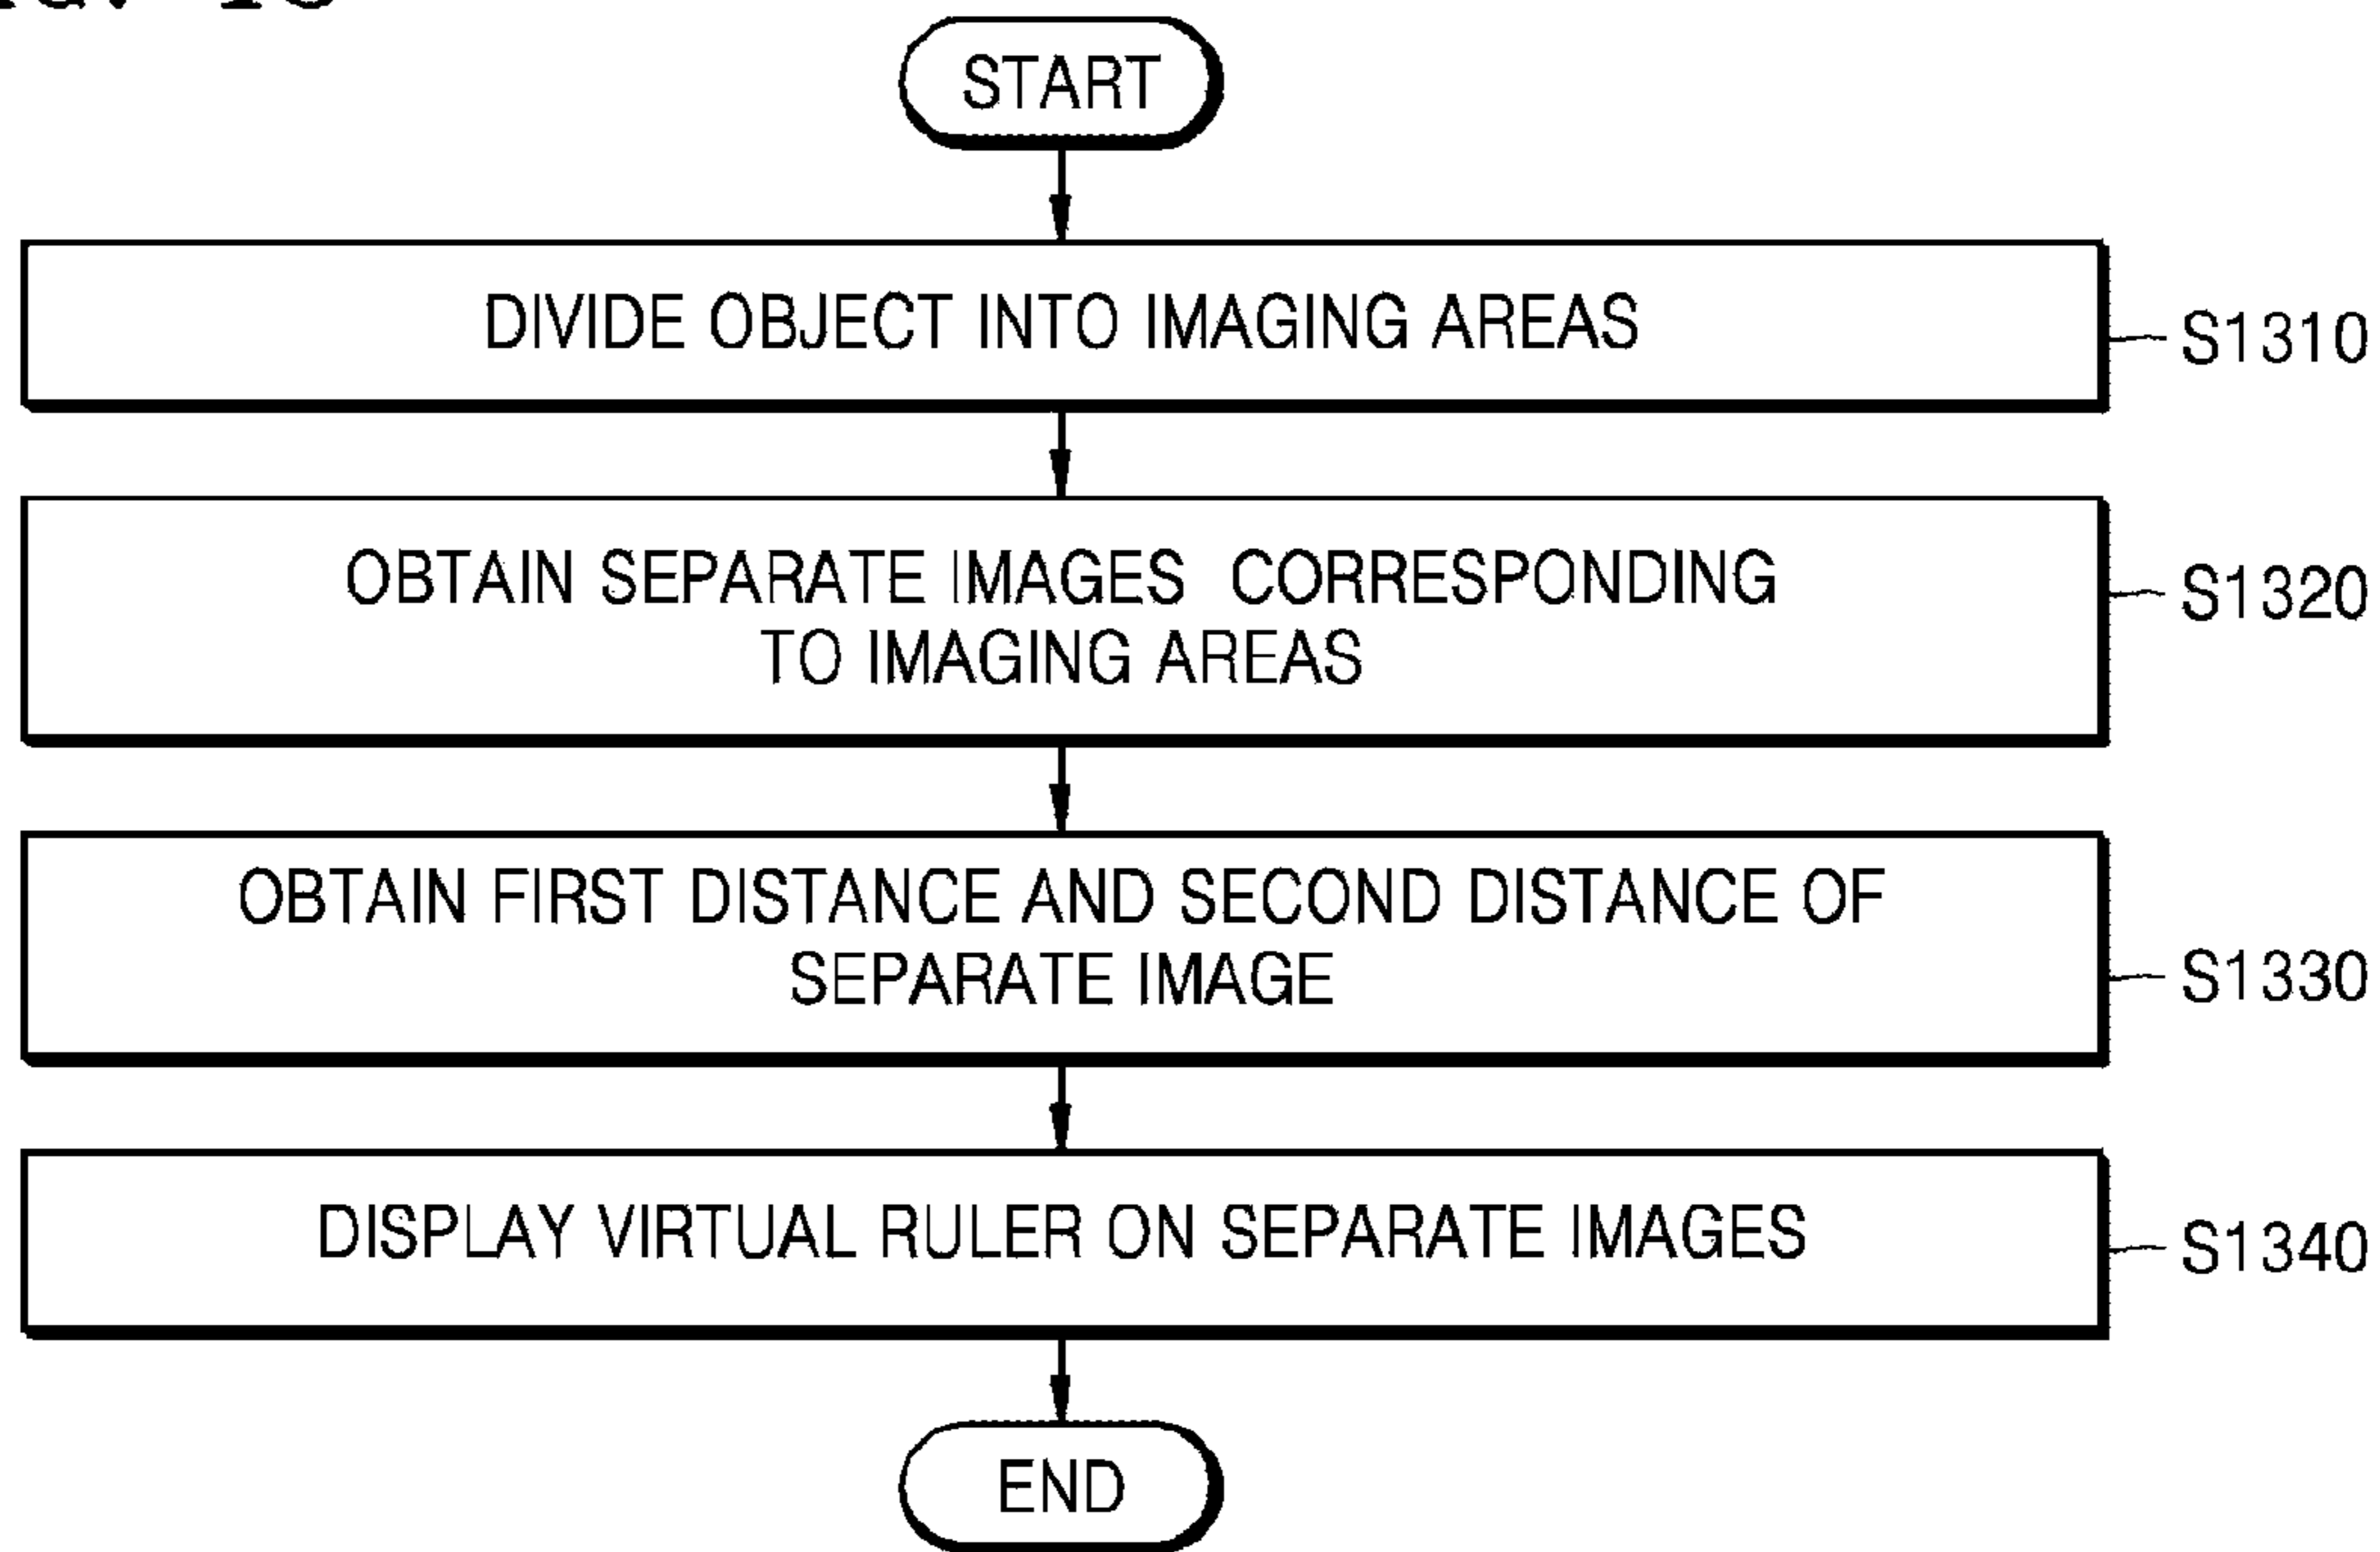 START
DIVIDE OBJECT INTO IMAGING AREAS
S1310
OBTAIN SEPARATE IMAGES CORRESPONDING
TO IMAGING AREAS
S1320
OBTAIN FIRST DISTANCE AND SECOND DISTANCE OF
SEPARATE IMAGE
S1330
DISPLAY VIRTUAL RULER ON SEPARATE IMAGES
S1340
END